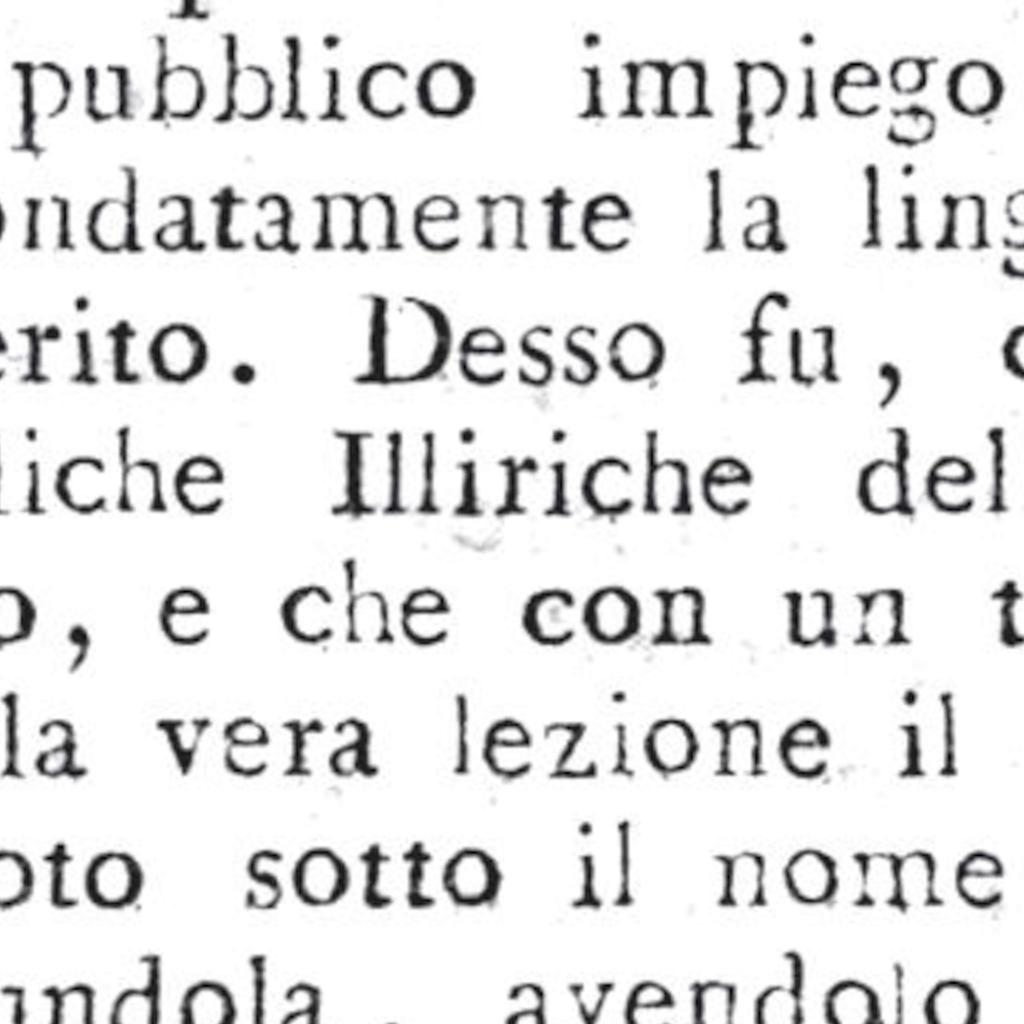 pubblico impiego
ondatamente la ling
erito. Desso fu, c
liche Illiriche del
o, e che con un t
la vera lezione il
oto sotto il nome
undola, avendolo